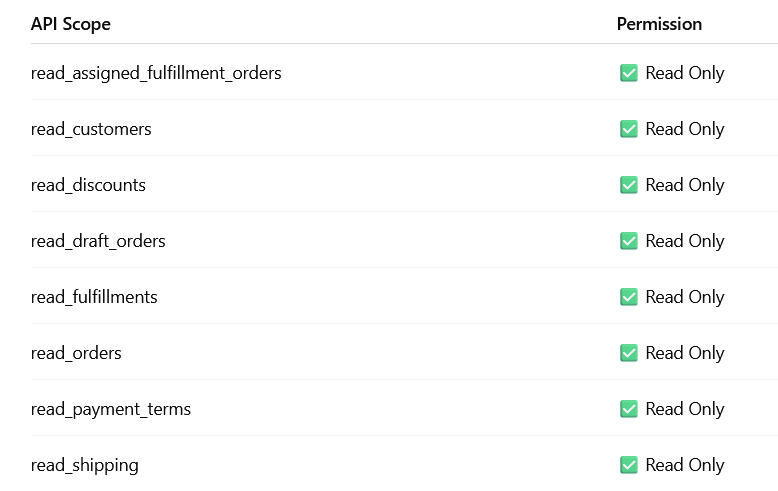 API Scope Permission
read_assigned_fulfillment_orders ✅ Read Only
read_customers ✅ Read Only
read_discounts ✅ Read Only
read_draft_orders ✅ Read Only
read_fulfillments ✅ Read Only
read_orders ✅ Read Only
read_payment_terms ✅ Read Only
read_shipping ✅ Read Only